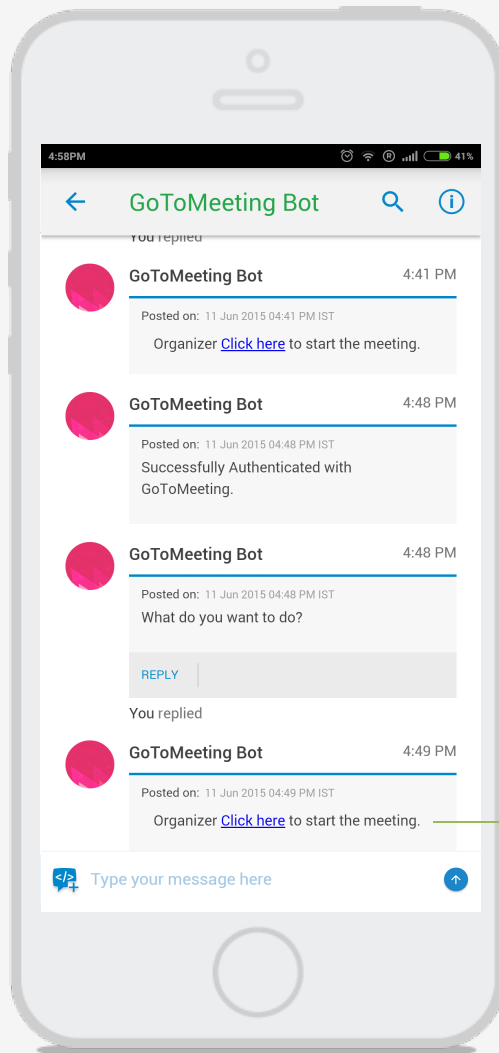 4:58PM
R
41%
GoToMeeting Bot
You replied
GoToMeeting Bot 4:41 PM
Posted on: 11 Jun 2015 04:41 PM IST
Organizer Click here to start the meeting.
GoToMeeting Bot 4:48 PM
Posted on: 11 Jun 2015 04:48 PM IST
Successfully Authenticated with
GoToMeeting.
GoToMeeting Bot 4:48 PM
Posted on: 11 Jun 2015 04:48 PM IST
What do you want to do?
REPLY
You replied
GoToMeeting Bot 4:49 PM
Posted on: 11 Jun 2015 04:49 PM IST
Organizer Click here to start the meeting.
Type your message here